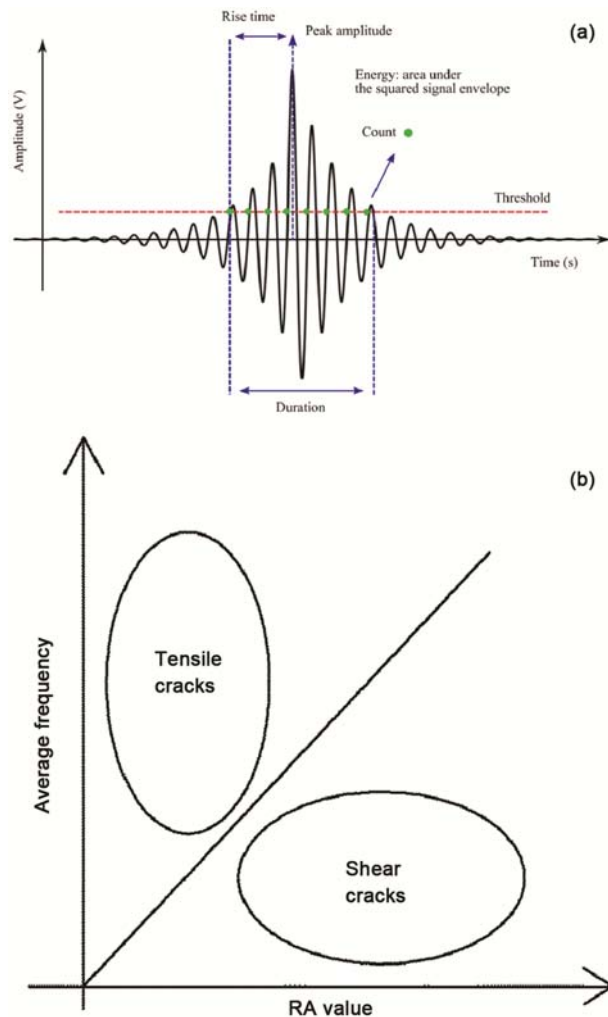 Rise time
Peak amplitude
(a)
Energy: area under
the squared signal envelope
Count
Amplitude (V)
Threshold
Time (s)
Duration
(b)
Tensile
cracks
Average frequency
Shear
cracks
RA value